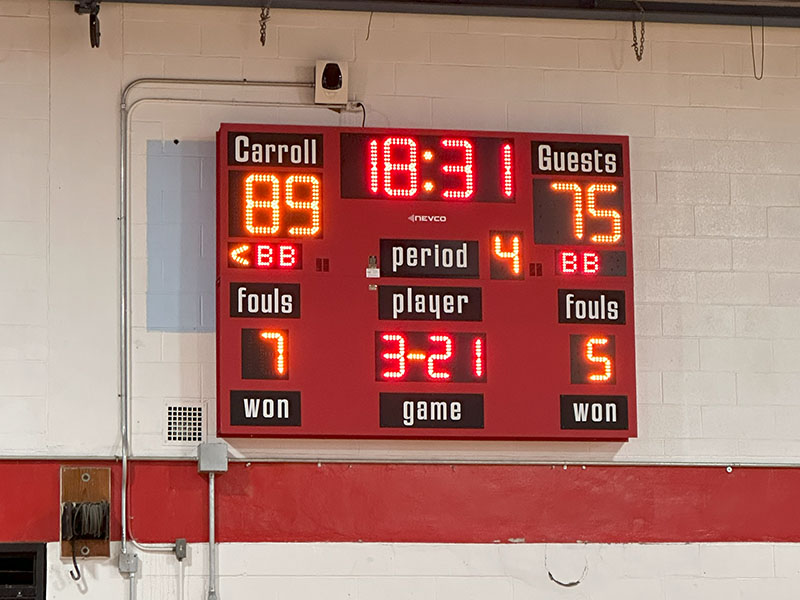 Carroll 18:31 Guests
89 75
NEVCO
<BB period 4 BB
fouls player fouls
7 3-21 5
won game won